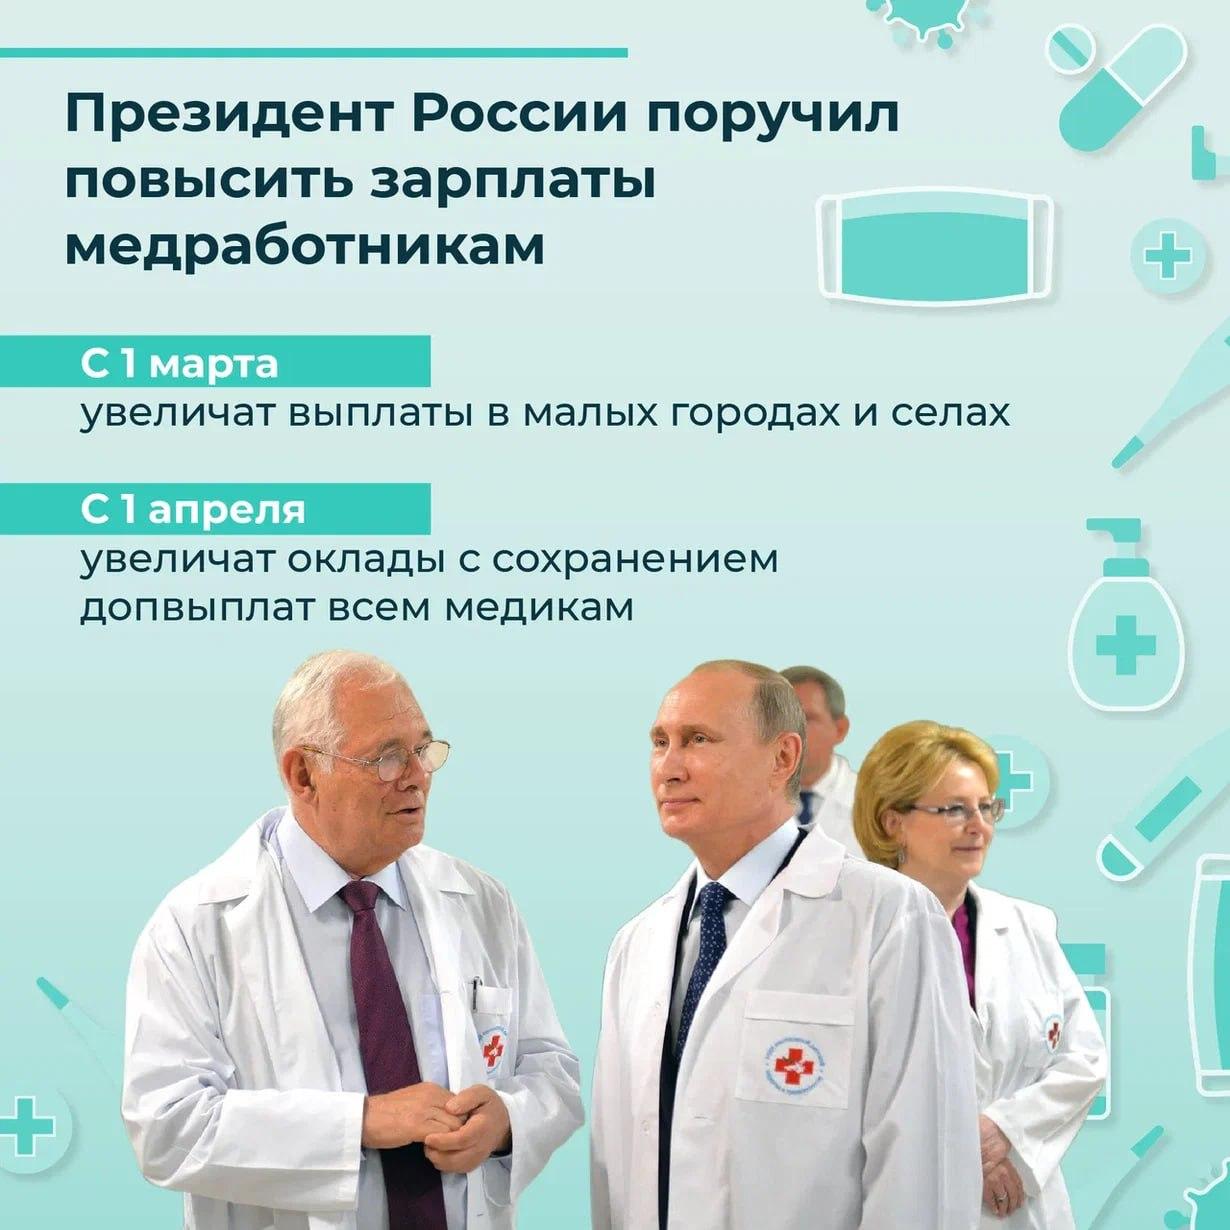 Президент России поручил
повысить зарплаты
медработникам
С 1 марта
увеличат выплаты в малых городах и селах
С 1 апреля
увеличат оклады с сохранением
допвыплат всем медикам